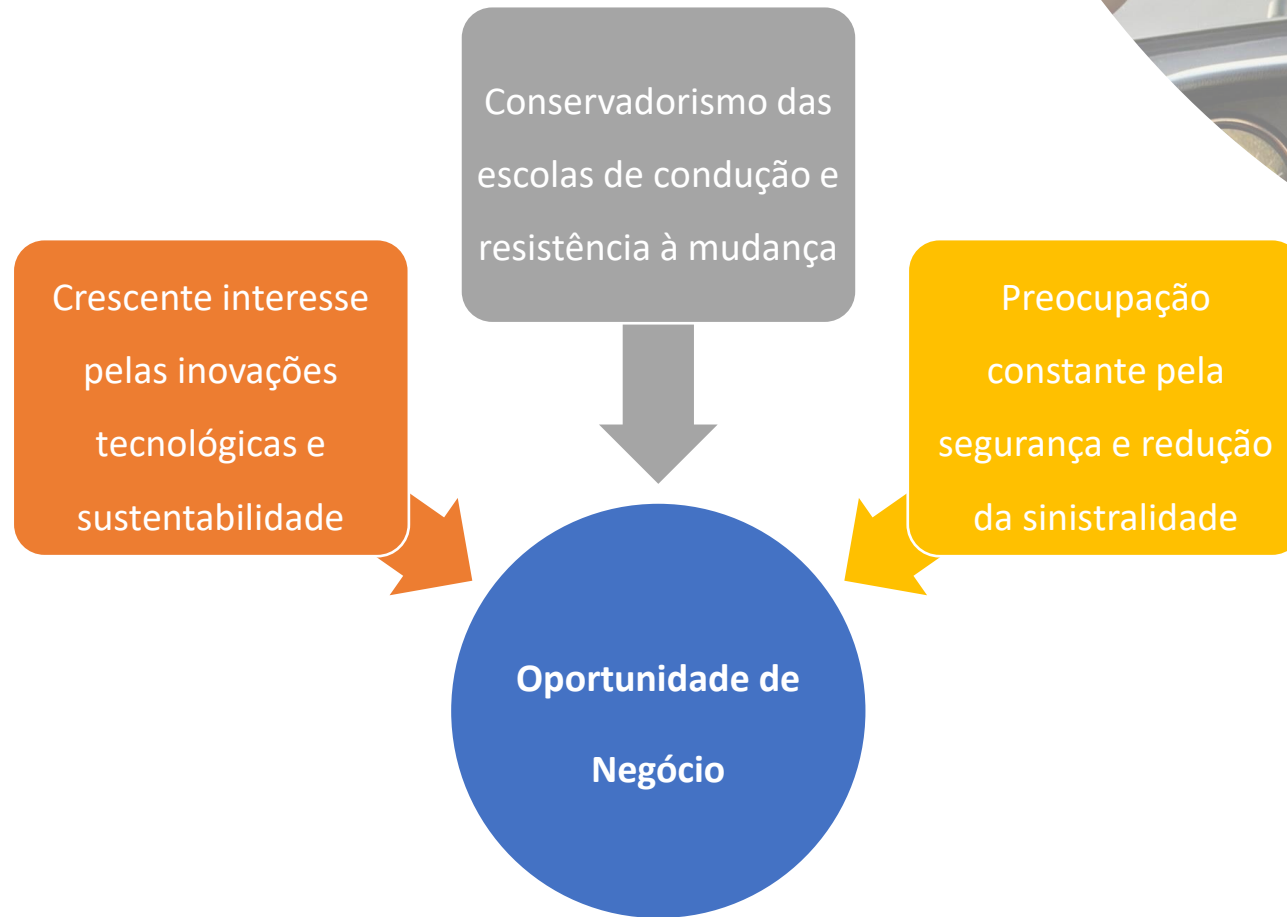 Conservadorismo das
escolas de condução e
resistência à mudança
Crescente interesse
pelas inovações
tecnológicas e
sustentabilidade
Preocupação
constante pela
segurança e redução
da sinistralidade
Oportunidade de
Negócio